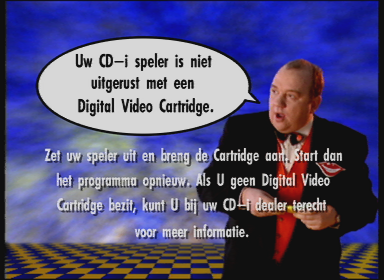 Uw CD-i speler is niet
uitgerust met een
Digital Video Cartridge.
Zet uw speler uit en breng de Cartridge aan. Start dan
het programma opnieuw. Als U geen Digital Video
Cartridge bezit, kunt U bij uw CD-i dealer terecht
voor meer informatie.